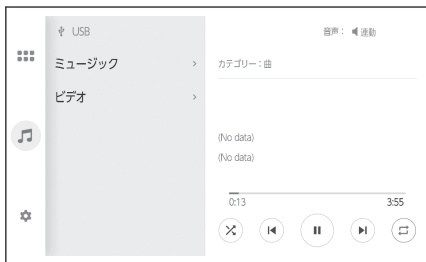 USB
音声： 連動
ミュージック
カテゴリー：曲
ビデオ
(No data)
(No data)
0:13
3:55